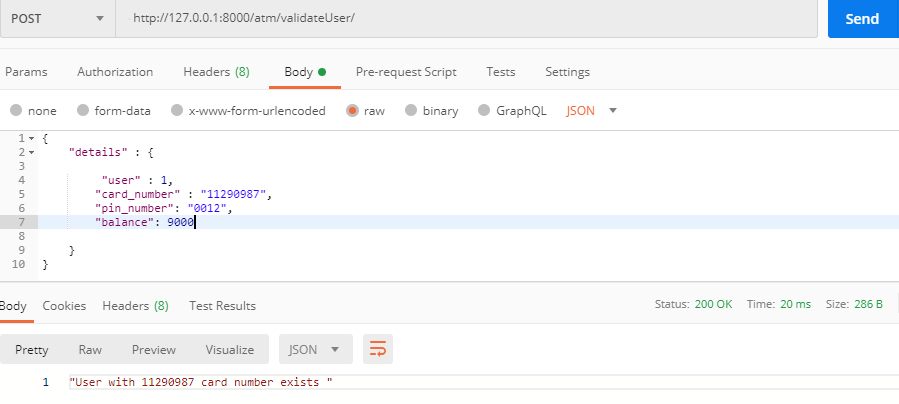 POST http://127.0.0.1:8000/atm/validateUser/ Send
Params Authorization Headers (8) Body Pre-request Script Tests Settings
none form-data x-www-form-urlencoded raw binary GraphQL JSON
1 {
2 "details" : {
3
4 "user" : 1,
5 "card_number" : "11290987",
6 "pin_number": "0012",
7 "balance": 9000
8
9 }
10 }
Body Cookies Headers (8) Test Results Status: 200 OK Time: 20 ms Size: 286 B
Pretty Raw Preview Visualize JSON
1 "User with 11290987 card number exists "